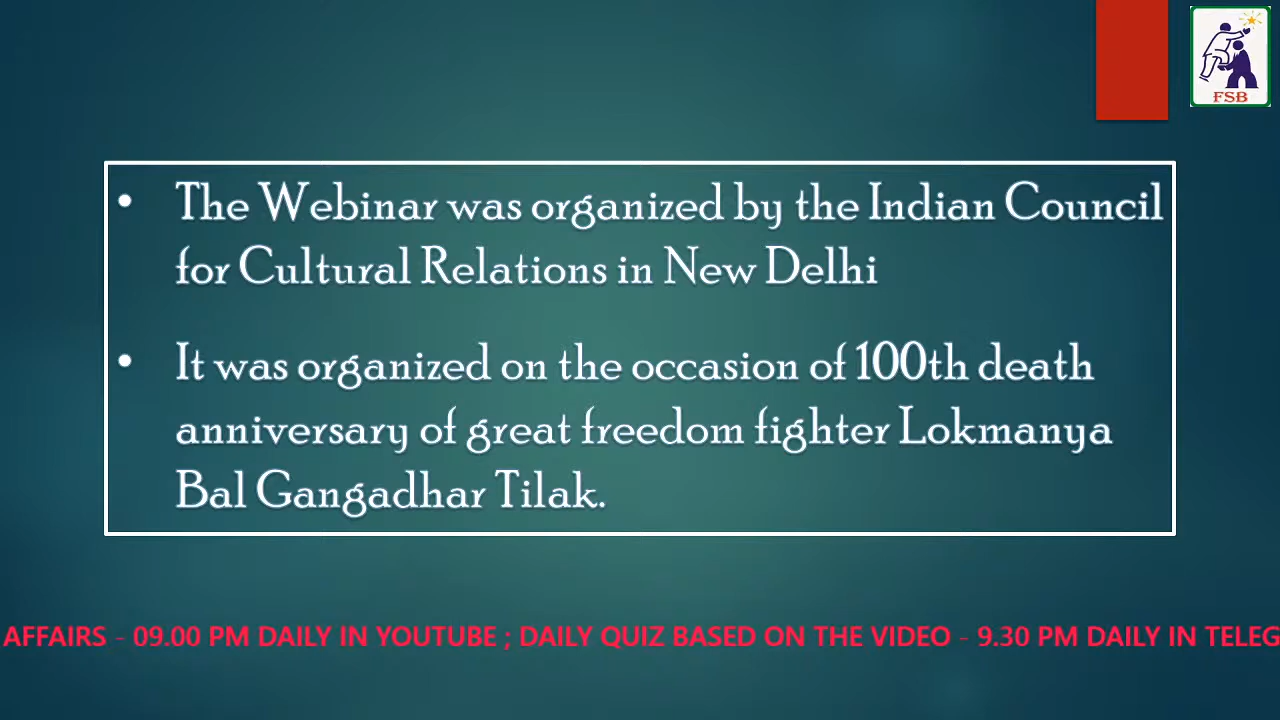 FSB
• The Webinar was organized by the Indian Council
for Cultural Relations in New Delhi
• It was organized on the occasion of 100th death
anniversary of great freedom fighter Lokmanya
Bal Gangadhar Tilak.
AFFAIRS - 09.00 PM DAILY IN YOUTUBE ; DAILY QUIZ BASED ON THE VIDEO - 9.30 PM DAILY IN TELEG